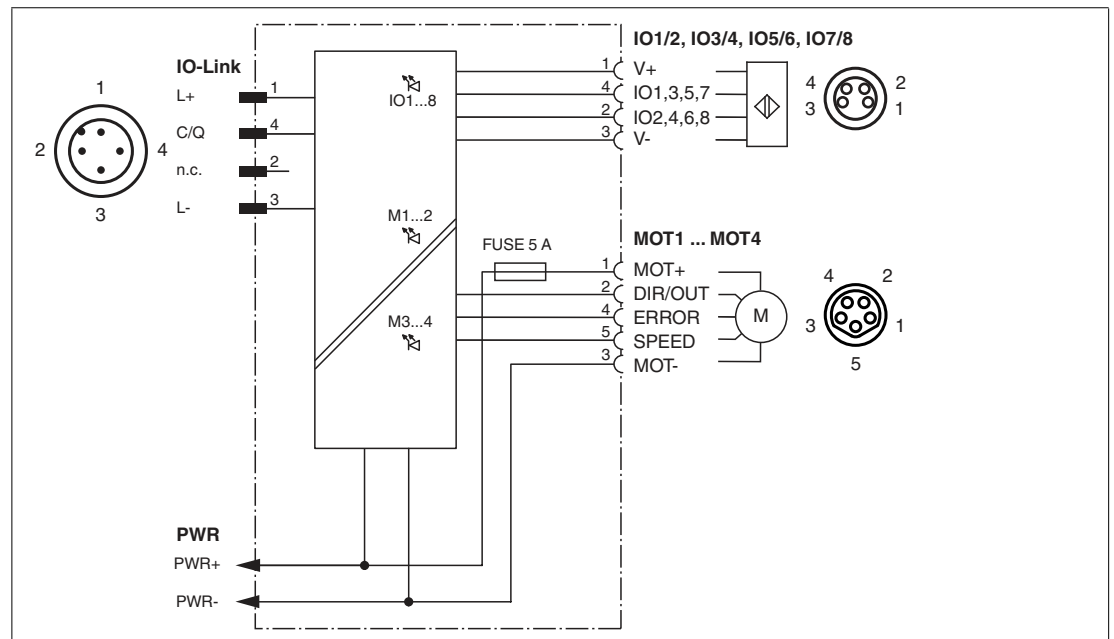 IO-Link
1
2
4
3
L+
1
C/Q
4
n.c.
2
L-
3
IO1...8
M1...2
M3...4
FUSE 5 A
IO1/2, IO3/4, IO5/6, IO7/8
1 V+
4 IO1,3,5,7
2 IO2,4,6,8
3 V-
4 2
3 1
MOT1 ... MOT4
1 MOT+
2 DIR/OUT
4 ERROR
5 SPEED
3 MOT-
M
4 2
3 1
5
PWR
PWR+
PWR-